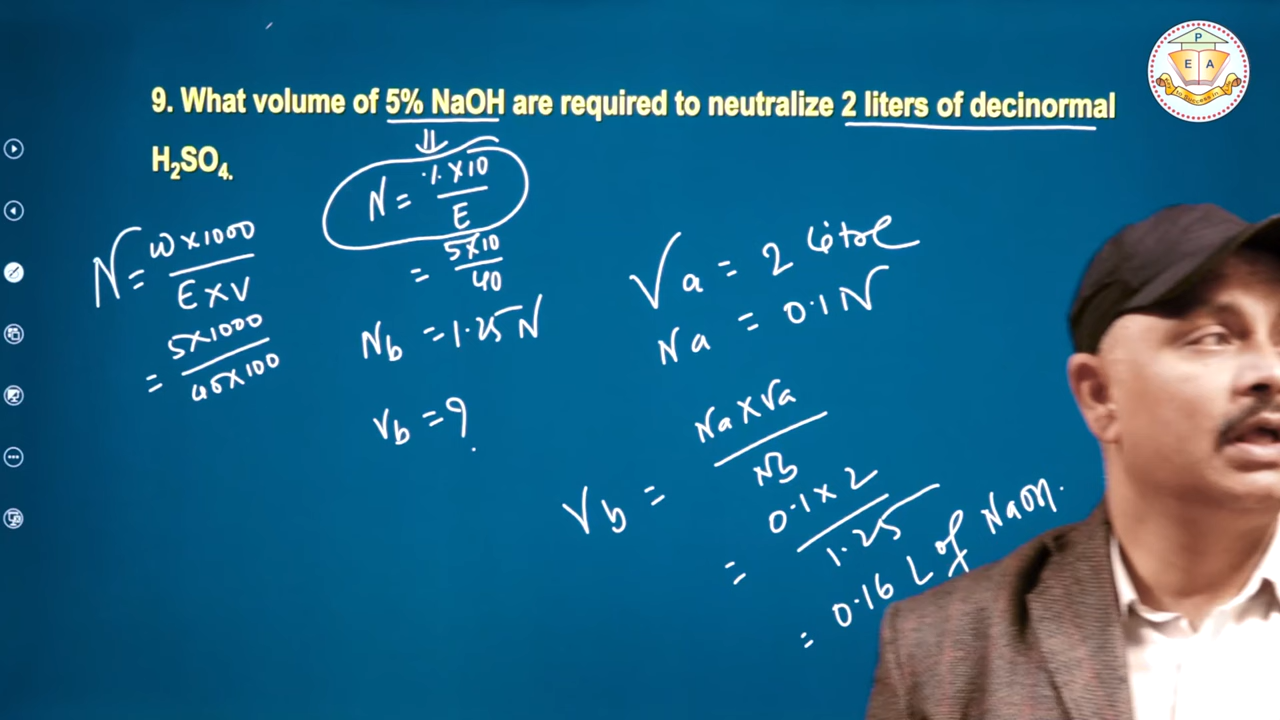 9. What volume of 5% NaOH are required to neutralize 2 liters of decinormal
H₂SO₄.
N = W×1000
E×V
= 5×1000
40×100
⇓
N = %×10
E
= 5×10
40
Nb = 1.25 N
Vb = ?
Va = 2 litre
Na = 0.1 N
Vb = Na×Va
Nb
= 0.1×2
1.25
= 0.16 L of NaOH.
P
E A